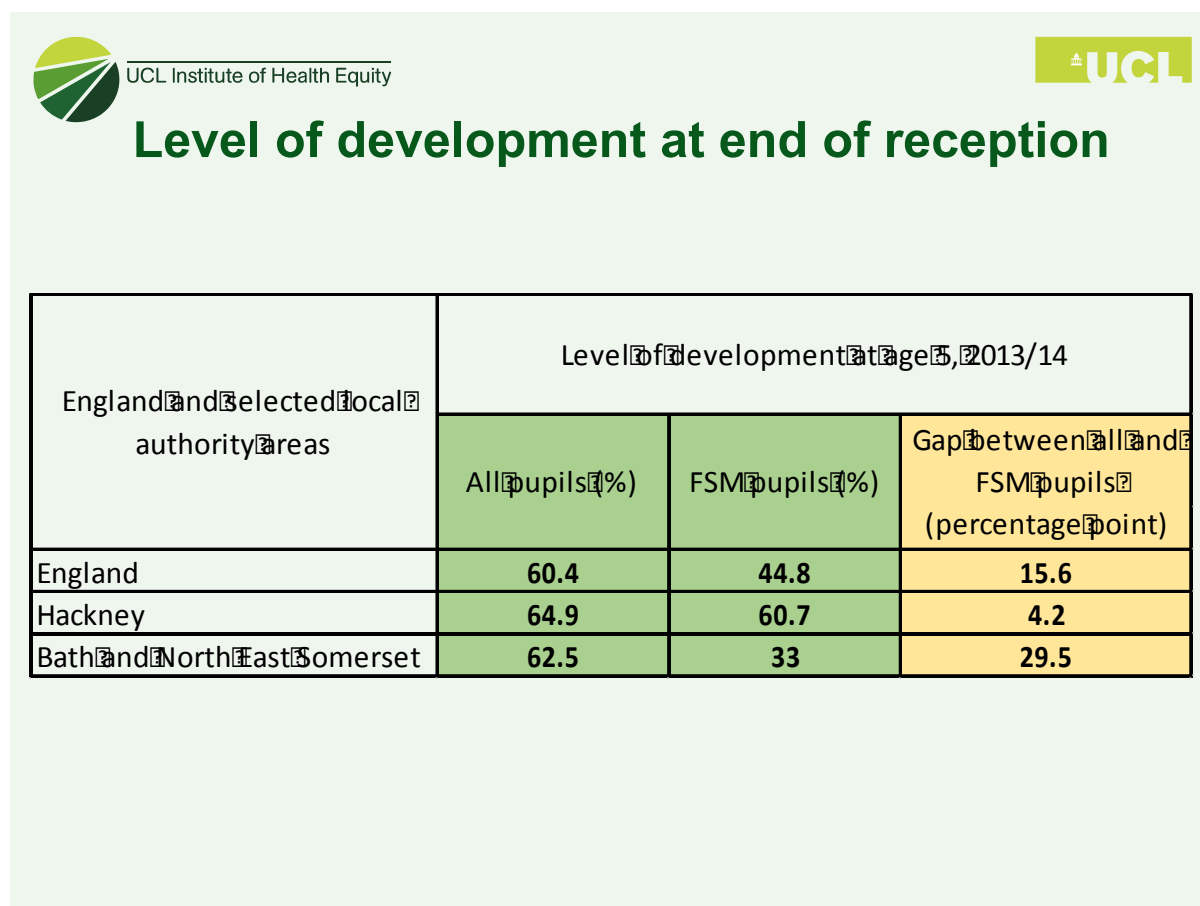 UCL Institute of Health Equity
UCL
Level of development at end of reception
England and selected local
authority areas
Level of development at age 5, 2013/14
All pupils (%)
FSM pupils (%)
Gap between all and
FSM pupils
(percentage point)
England 60.4 44.8 15.6
Hackney 64.9 60.7 4.2
Bath and North East Somerset 62.5 33 29.5